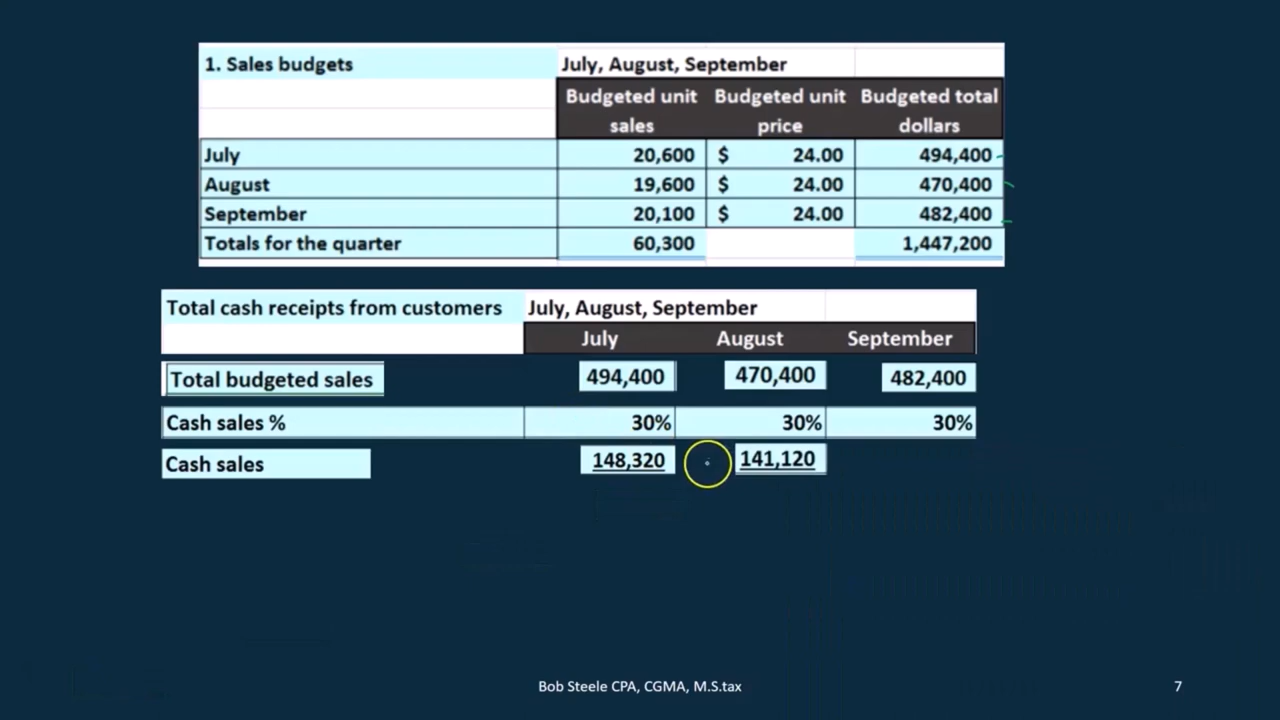 1. Sales budgets July, August, September
Budgeted unit sales Budgeted unit price Budgeted total dollars
July 20,600 $ 24.00 494,400
August 19,600 $ 24.00 470,400
September 20,100 $ 24.00 482,400
Totals for the quarter 60,300 1,447,200
Total cash receipts from customers July, August, September
July August September
Total budgeted sales 494,400 470,400 482,400
Cash sales % 30% 30% 30%
Cash sales 148,320 141,120
Bob Steele CPA, CGMA, M.S.tax 7